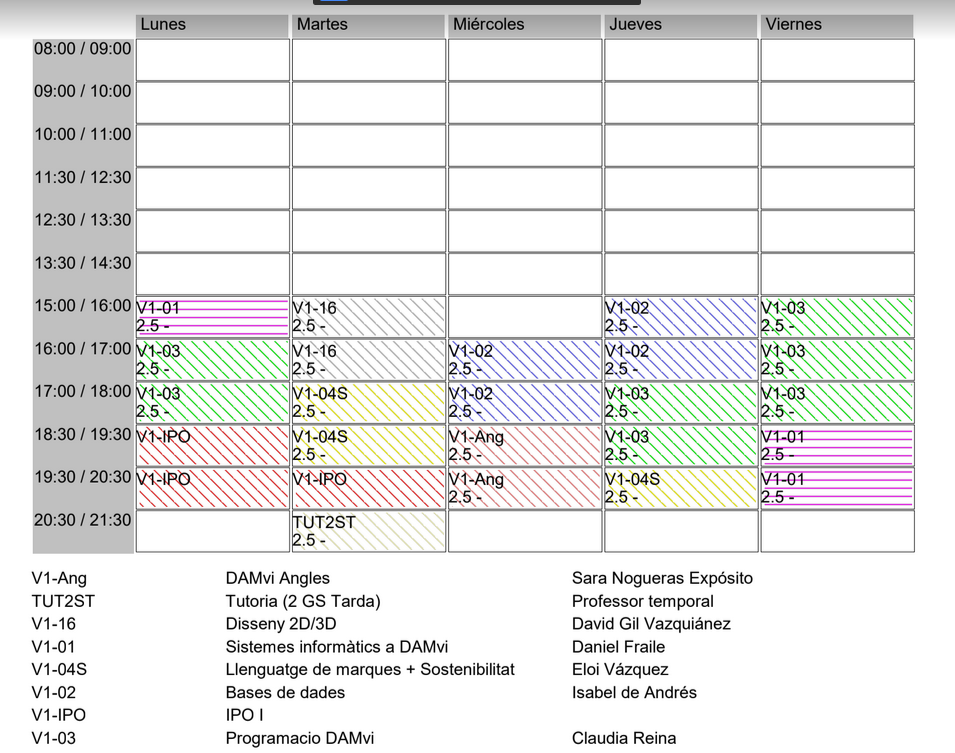 Lunes Martes Miércoles Jueves Viernes
08:00 / 09:00
09:00 / 10:00
10:00 / 11:00
11:30 / 12:30
12:30 / 13:30
13:30 / 14:30
15:00 / 16:00 V1-01 V1-16 V1-02 V1-03
2.5 - 2.5 - 2.5 - 2.5 -
16:00 / 17:00 V1-03 V1-16 V1-02 V1-02 V1-03
2.5 - 2.5 - 2.5 - 2.5 - 2.5 -
17:00 / 18:00 V1-03 V1-04S V1-02 V1-03 V1-03
2.5 - 2.5 - 2.5 - 2.5 - 2.5 -
18:30 / 19:30 V1-IPO V1-04S V1-Ang V1-03 V1-01
2.5 - 2.5 - 2.5 - 2.5 -
19:30 / 20:30 V1-IPO V1-IPO V1-Ang V1-04S V1-01
2.5 - 2.5 - 2.5 -
20:30 / 21:30 TUT2ST
2.5 -
V1-Ang DAMvi Angles Sara Nogueras Expósito
TUT2ST Tutoria (2 GS Tarda) Professor temporal
V1-16 Disseny 2D/3D David Gil Vazquiánez
V1-01 Sistemes informàtics a DAMvi Daniel Fraile
V1-04S Llenguatge de marques + Sostenibilitat Eloi Vázquez
V1-02 Bases de dades Isabel de Andrés
V1-IPO IPO I
V1-03 Programacio DAMvi Claudia Reina